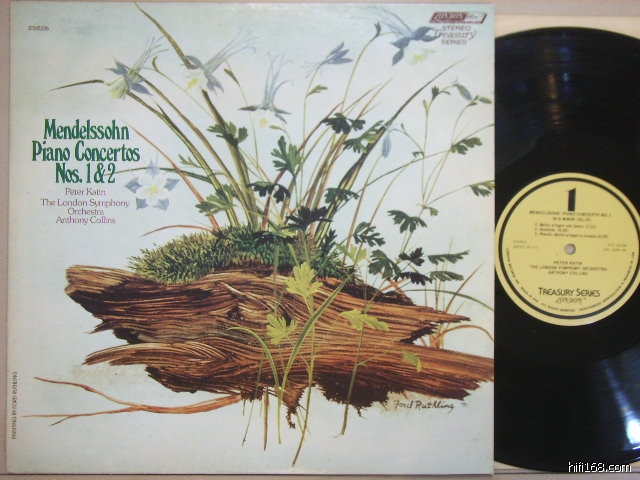 STS15236
LONDON ffrr
STEREO
Treasury
SERIES
Mendelssohn
Piano Concertos
Nos. 1 & 2
Peter Katin
The London Symphony
Orchestra
Anthony Collins
PAINTING BY FORD RUTHLING
Ford Ruthling
1
MENDELSSOHN: PIANO CONCERTO NO. 1
IN G MINOR
PETER KATIN
THE LONDON SYMPHONY ORCHESTRA
ANTHONY COLLINS
TREASURY SERIES
LONDON
hifi168.com